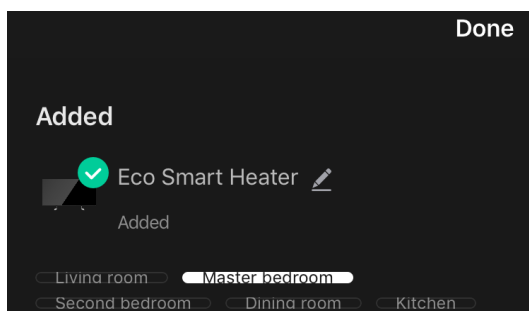 Done
Added
Eco Smart Heater
Added
Living room Master bedroom
Second bedroom Dining room Kitchen